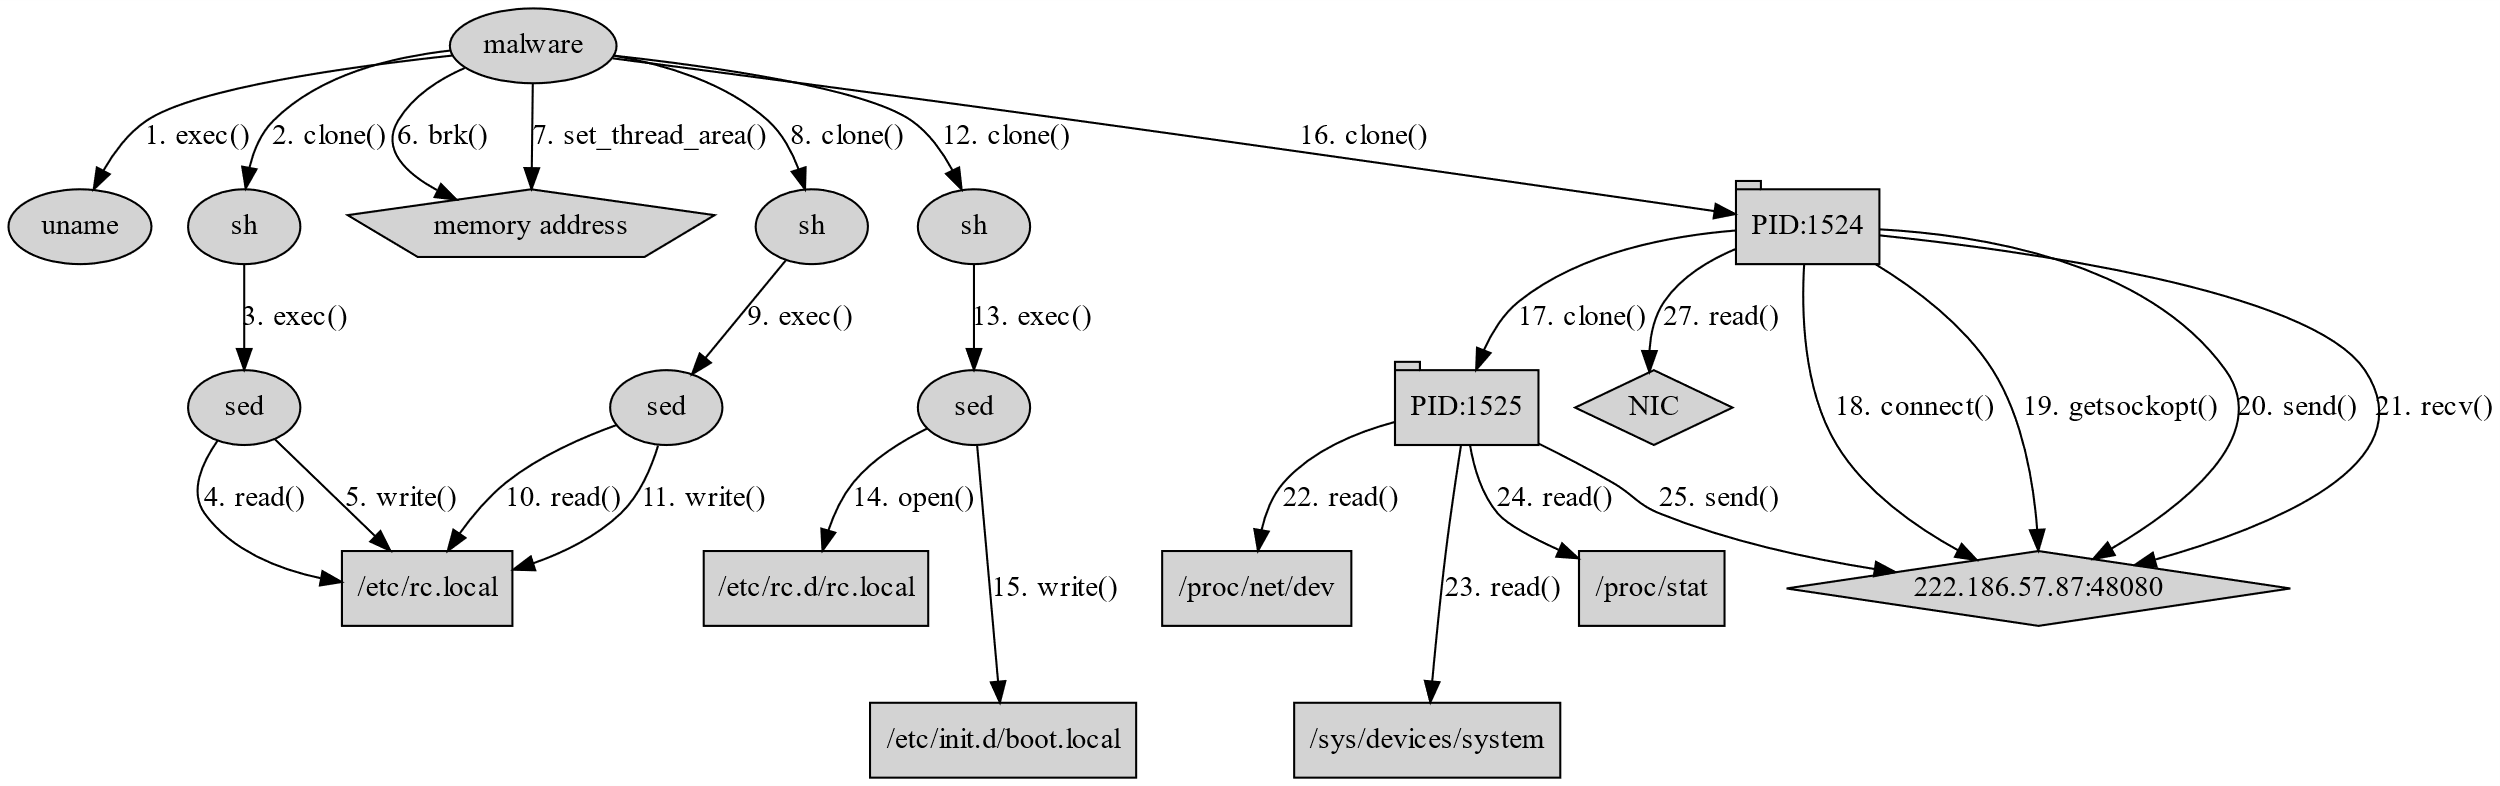 malware
1. exec()
2. clone()
6. brk()
7. set_thread_area()
8. clone()
12. clone()
16. clone()
uname
sh
memory address
sh
sh
PID:1524
3. exec()
9. exec()
13. exec()
17. clone()
27. read()
sed
sed
sed
PID:1525
NIC
18. connect()
19. getsockopt()
20. send()
21. recv()
4. read()
5. write()
10. read()
11. write()
14. open()
22. read()
24. read()
25. send()
/etc/rc.local
/etc/rc.d/rc.local
15. write()
/proc/net/dev
23. read()
/proc/stat
222.186.57.87:48080
/etc/init.d/boot.local
/sys/devices/system